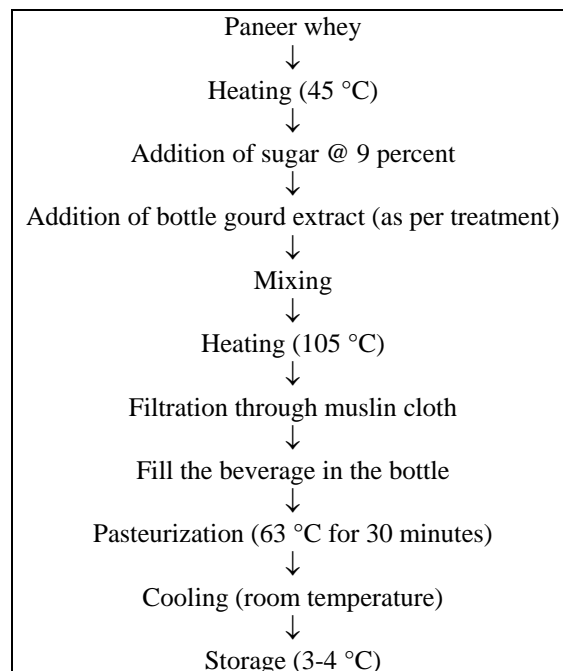 Paneer whey
↓
Heating (45 °C)
↓
Addition of sugar @ 9 percent
↓
Addition of bottle gourd extract (as per treatment)
↓
Mixing
↓
Heating (105 °C)
↓
Filtration through muslin cloth
↓
Fill the beverage in the bottle
↓
Pasteurization (63 °C for 30 minutes)
↓
Cooling (room temperature)
↓
Storage (3-4 °C)